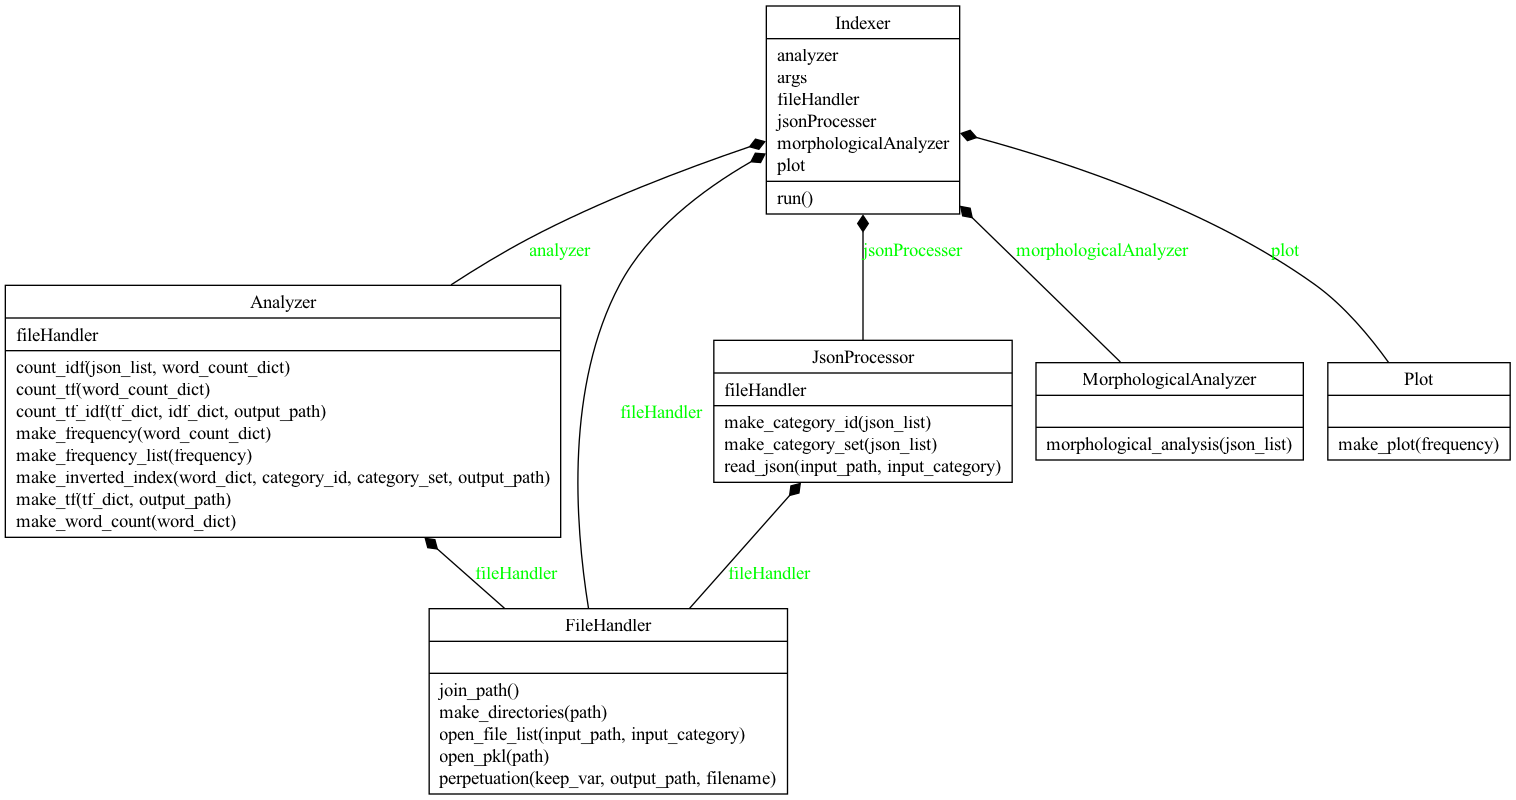 Indexer
analyzer
args
fileHandler
jsonProcesser
morphologicalAnalyzer
plot
run()
analyzer
jsonProcesser
morphologicalAnalyzer
plot
Analyzer
fileHandler
count_idf(json_list, word_count_dict)
count_tf(word_count_dict)
count_tf_idf(tf_dict, idf_dict, output_path)
make_frequency(word_count_dict)
make_frequency_list(frequency)
make_inverted_index(word_dict, category_id, category_set, output_path)
make_tf(tf_dict, output_path)
make_word_count(word_dict)
fileHandler
JsonProcessor
fileHandler
make_category_id(json_list)
make_category_set(json_list)
read_json(input_path, input_category)
MorphologicalAnalyzer
morphological_analysis(json_list)
Plot
make_plot(frequency)
fileHandler
fileHandler
FileHandler
join_path()
make_directories(path)
open_file_list(input_path, input_category)
open_pkl(path)
perpetuation(keep_var, output_path, filename)